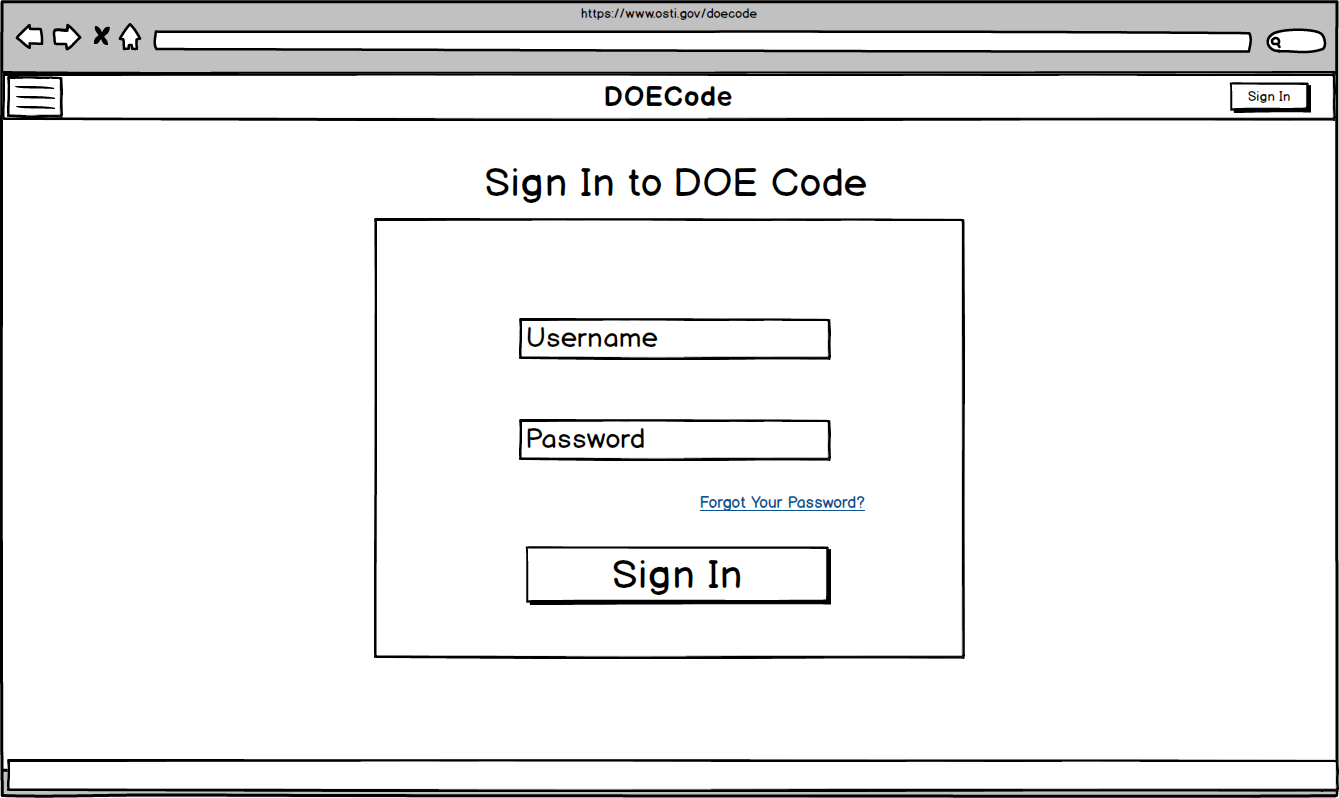 https://www.osti.gov/doecode
DOECode
Sign In
Sign In to DOE Code
Username
Password
Forgot Your Password?
Sign In